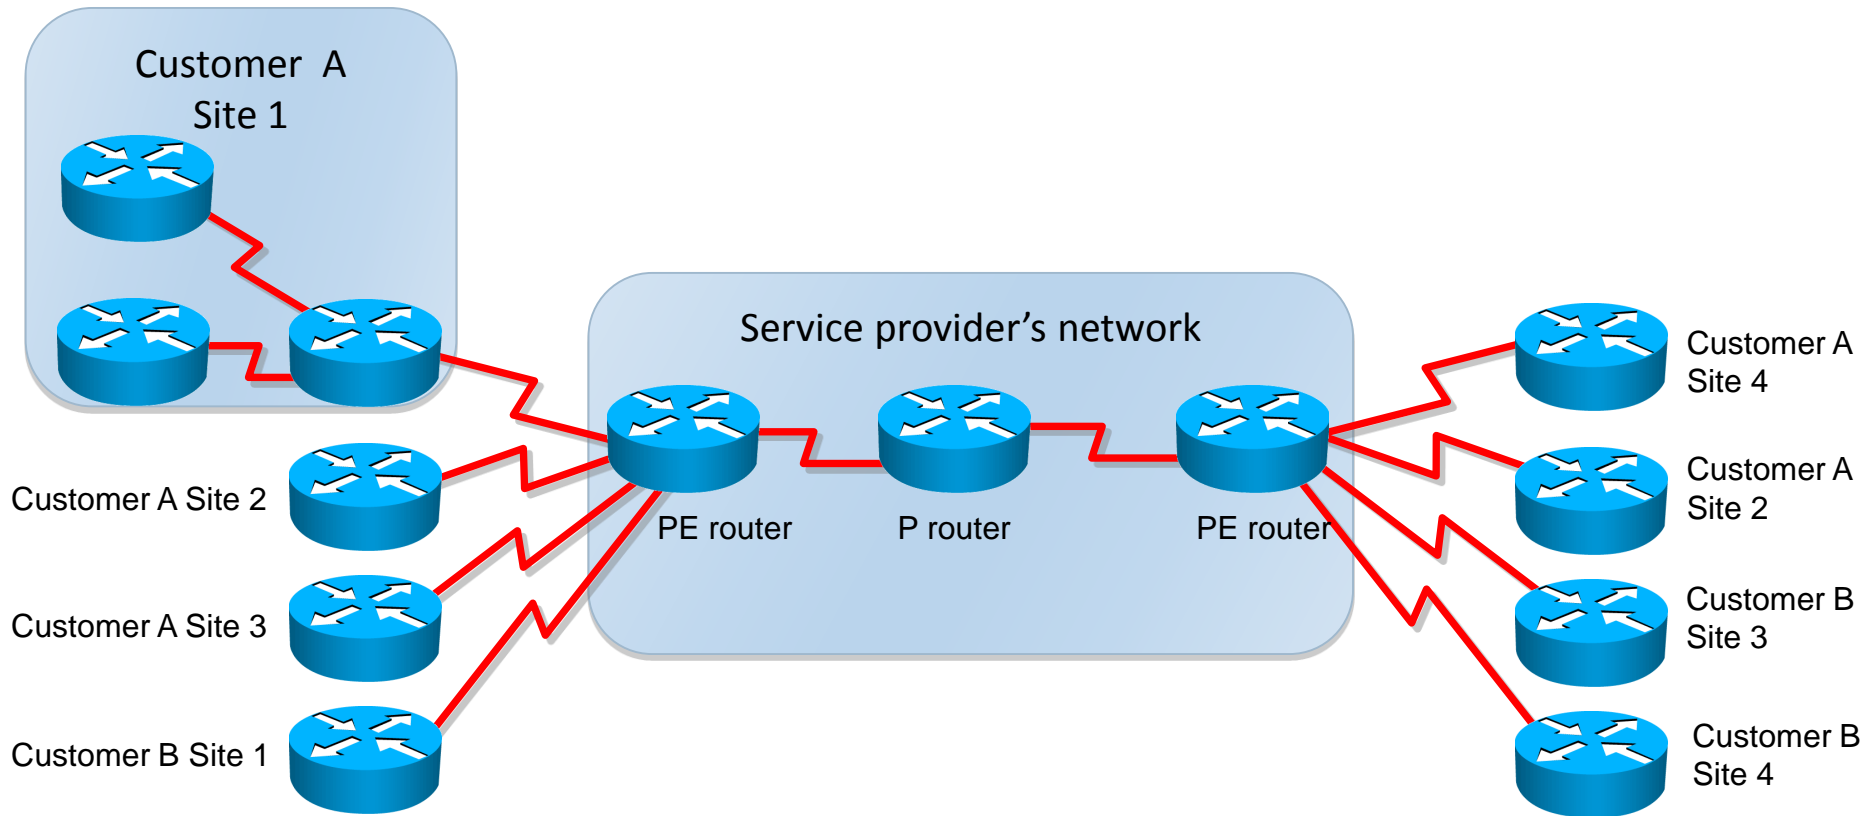 Customer A
Site 1
Service provider’s network
PE router
P router
PE router
Customer A Site 2
Customer A Site 3
Customer B Site 1
Customer A
Site 4
Customer A
Site 2
Customer B
Site 3
Customer B
Site 4